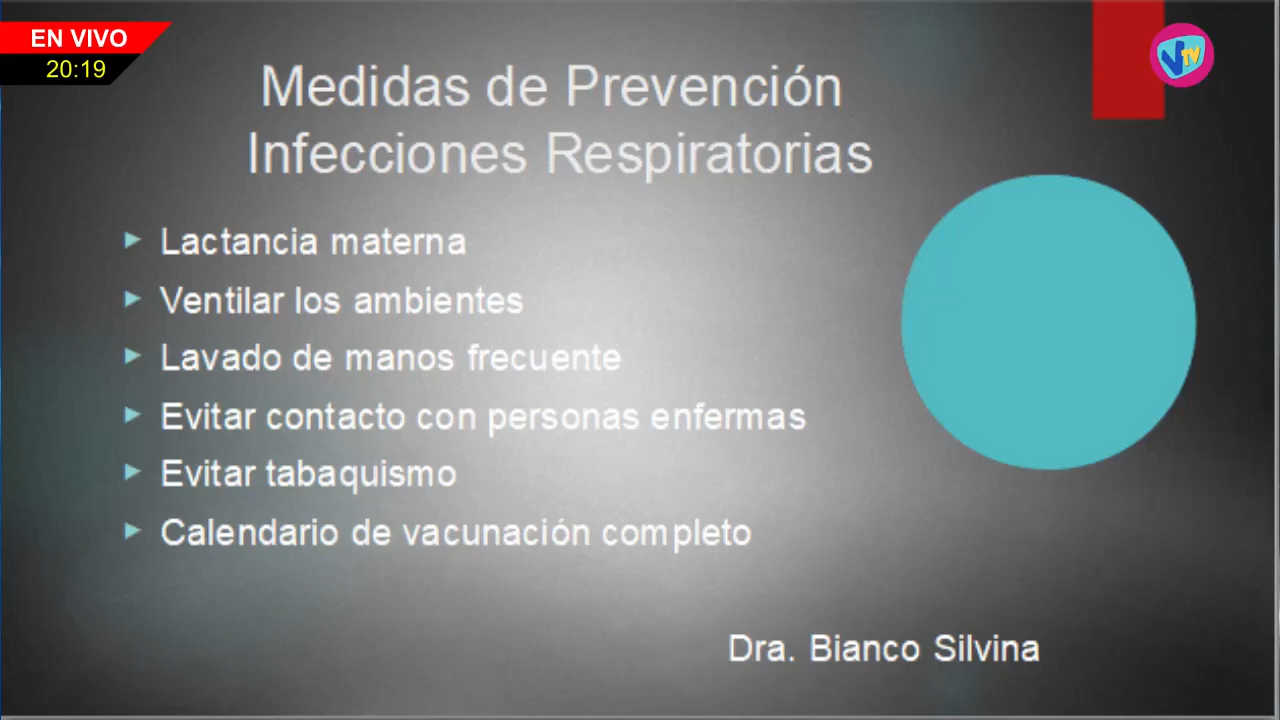 EN VIVO
20:19
VTV
Medidas de Prevención
Infecciones Respiratorias
Lactancia materna
Ventilar los ambientes
Lavado de manos frecuente
Evitar contacto con personas enfermas
Evitar tabaquismo
Calendario de vacunación completo
Dra. Bianco Silvina